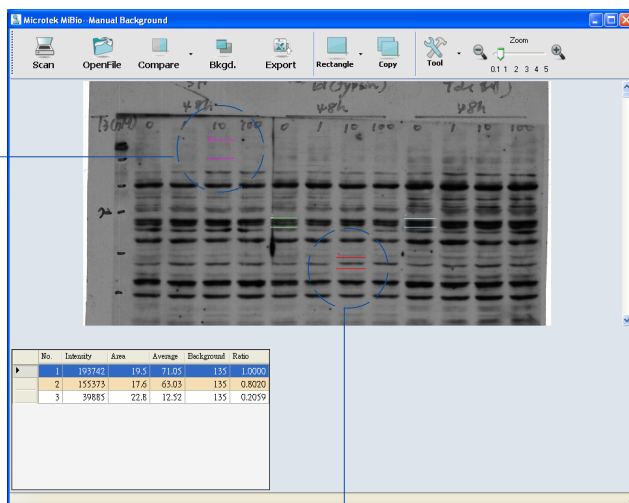 Microtek MiBio--Manual Background
Scan OpenFile Compare Bkgd. Export Rectangle Copy Tool Zoom
0.1 1 2 3 4 5
48h 48h 48h
0 1 10 100 0 1 10 100 0 1 10 100
No. Intensity Area Average Background Ratio
1 193742 19.5 71.05 135 1.0000
2 155373 17.6 63.03 135 0.8020
3 39885 22.8 12.52 135 0.2059